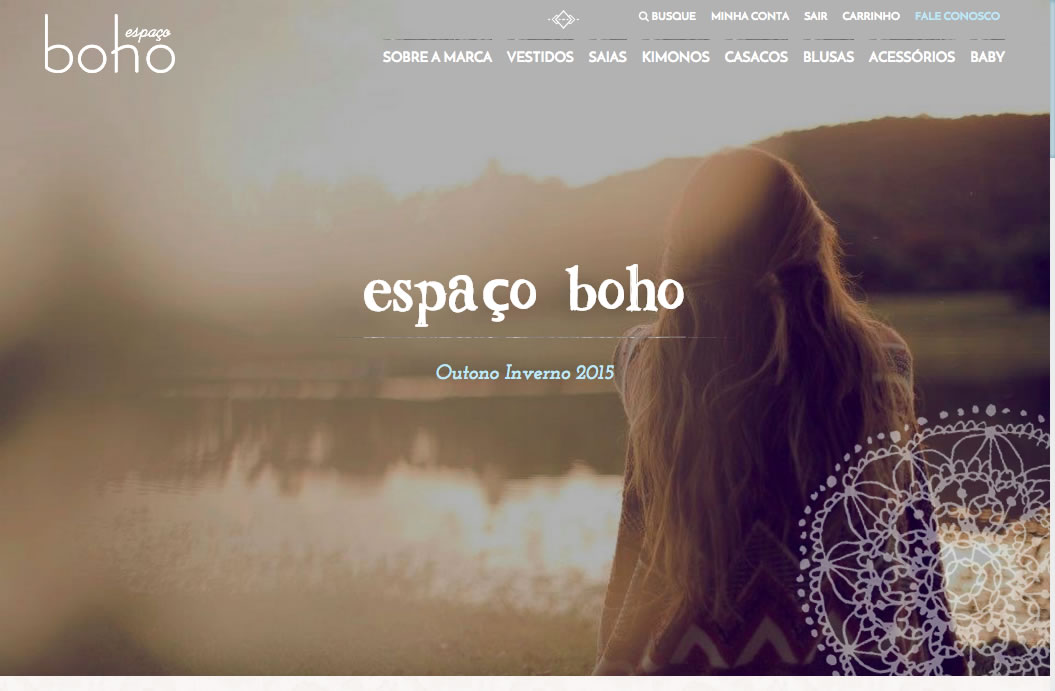 espaço
boho
BUSQUE MINHA CONTA SAIR CARRINHO FALE CONOSCO
SOBRE A MARCA VESTIDOS SAIAS KIMONOS CASACOS BLUSAS ACESSÓRIOS BABY
espaço boho
Outono Inverno 2015